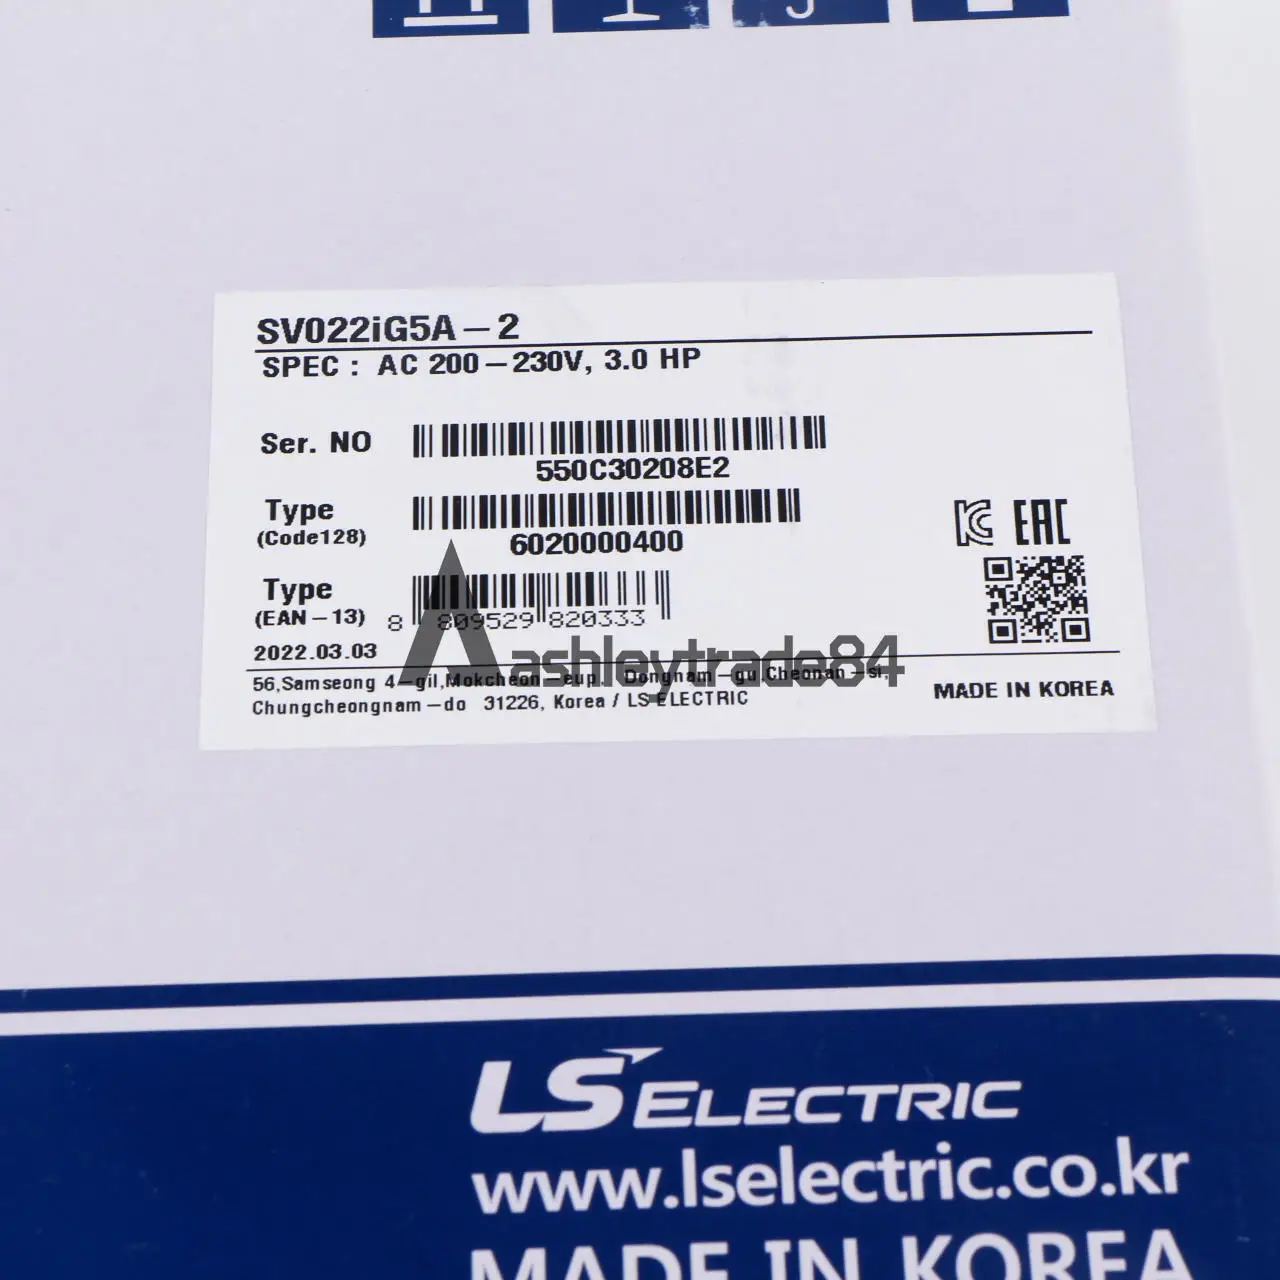 SV022iG5A-2
SPEC : AC 200-230V, 3.0 HP
Ser. NO
550C30208E2
Type
(Code128)
6020000400
Type
(EAN-13)
8 809529 820333
2022.03.03
56,Samseong 4-gil,Mokcheon-eup, Dongnam-gu,Cheonan-si,
Chungcheongnam-do 31226, Korea / LS ELECTRIC
MADE IN KOREA
EAC
ashleytrade84
LS ELECTRIC
www.lselectric.co.kr
MADE IN KOREA